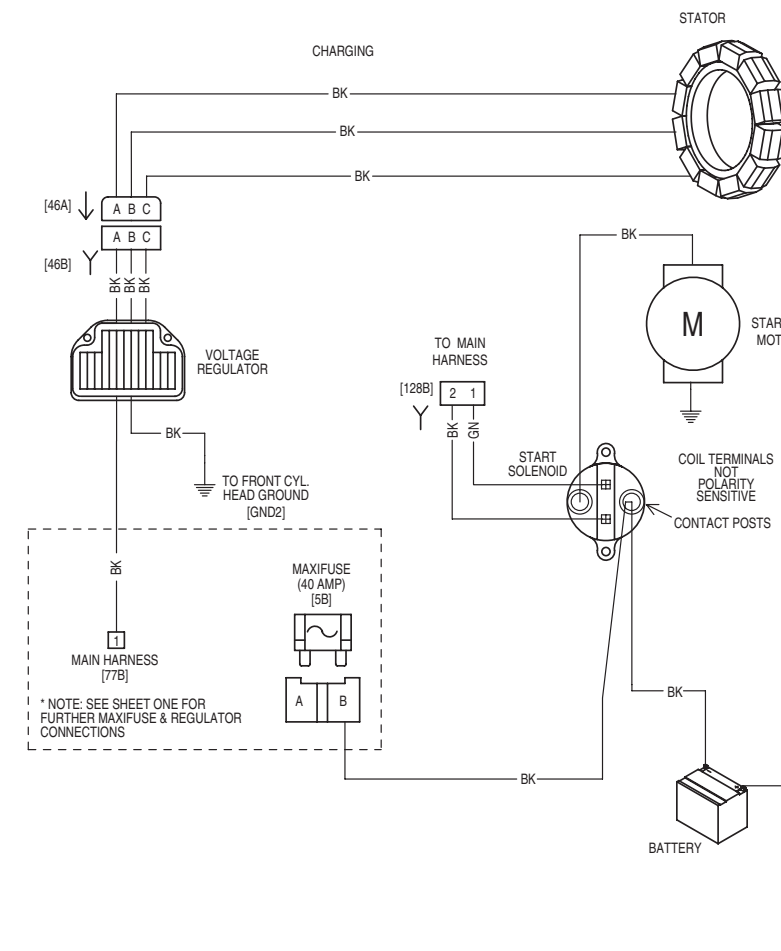 STATOR
CHARGING
BK
BK
BK
[46A]
A B C
A B C
[46B]
BK
BK
BK
BK
M
STAR
MOT
VOLTAGE
REGULATOR
TO MAIN
HARNESS
[128B]
2 1
BK
GN
BK
START
SOLENOID
COIL TERMINALS
NOT
POLARITY
SENSITIVE
CONTACT POSTS
TO FRONT CYL.
HEAD GROUND
[GND2]
BK
MAXIFUSE
(40 AMP)
[5B]
1
MAIN HARNESS
[77B]
A B
* NOTE: SEE SHEET ONE FOR
FURTHER MAXIFUSE & REGULATOR
CONNECTIONS
BK
BK
BATTERY